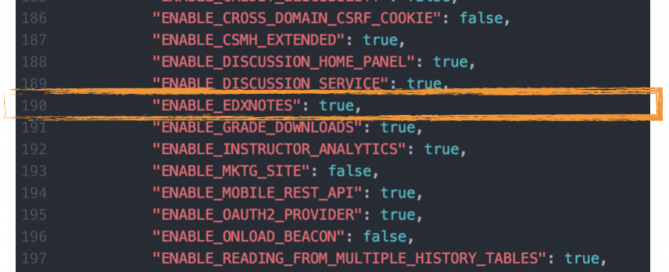 186 "ENABLE_CROSS_DOMAIN_CSRF_COOKIE": false,
187 "ENABLE_CSMH_EXTENDED": true,
188 "ENABLE_DISCUSSION_HOME_PANEL": true,
189 "ENABLE_DISCUSSION_SERVICE": true,
190 "ENABLE_EDXNOTES": true,
191 "ENABLE_GRADE_DOWNLOADS": true,
192 "ENABLE_INSTRUCTOR_ANALYTICS": true,
193 "ENABLE_MKTG_SITE": false,
194 "ENABLE_MOBILE_REST_API": true,
195 "ENABLE_OAUTH2_PROVIDER": true,
196 "ENABLE_ONLOAD_BEACON": false,
197 "ENABLE_READING_FROM_MULTIPLE_HISTORY_TABLES": true,